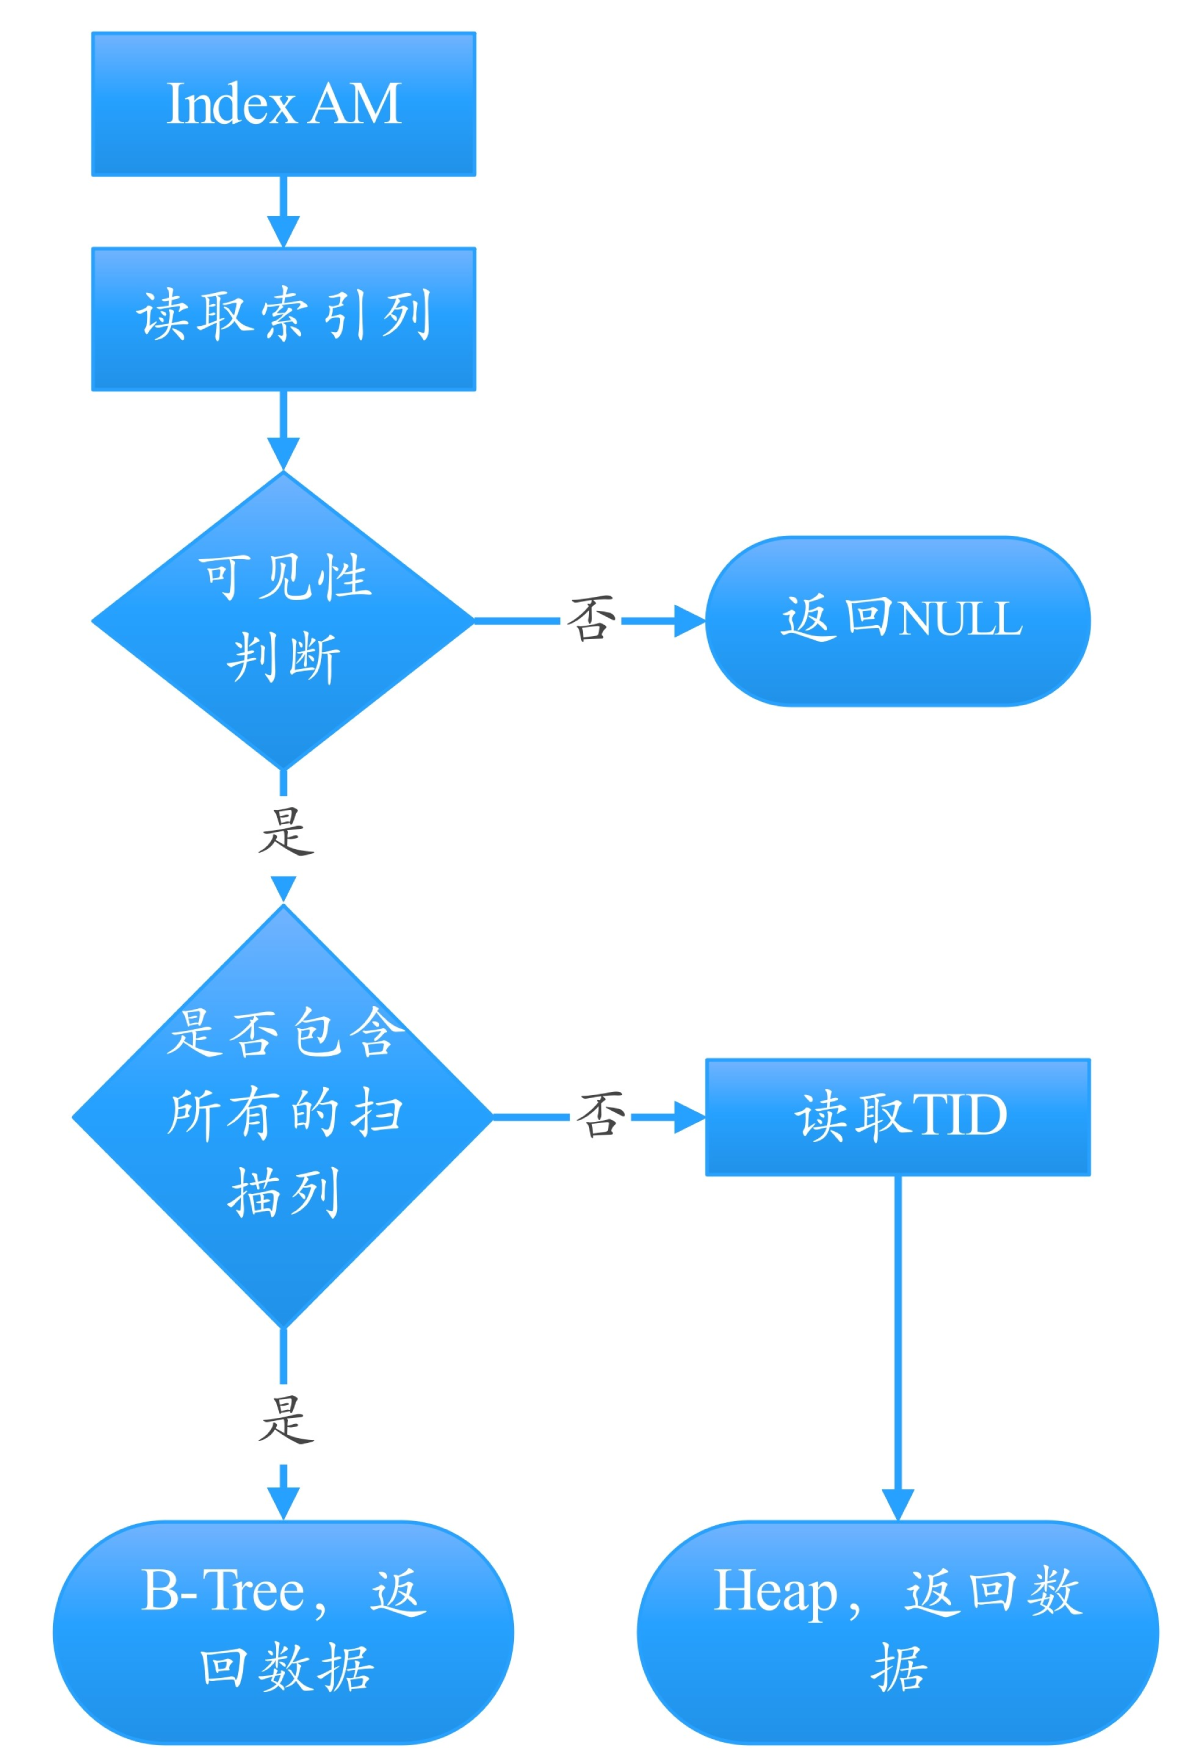 Index AM
读取索引列
可见性
判断
否
返回NULL
是
是否包含
所有的扫
描列
否
读取TID
是
B-Tree，返
回数据
Heap，返回数
据